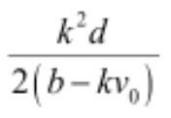 k²d
2(b – kv₀)